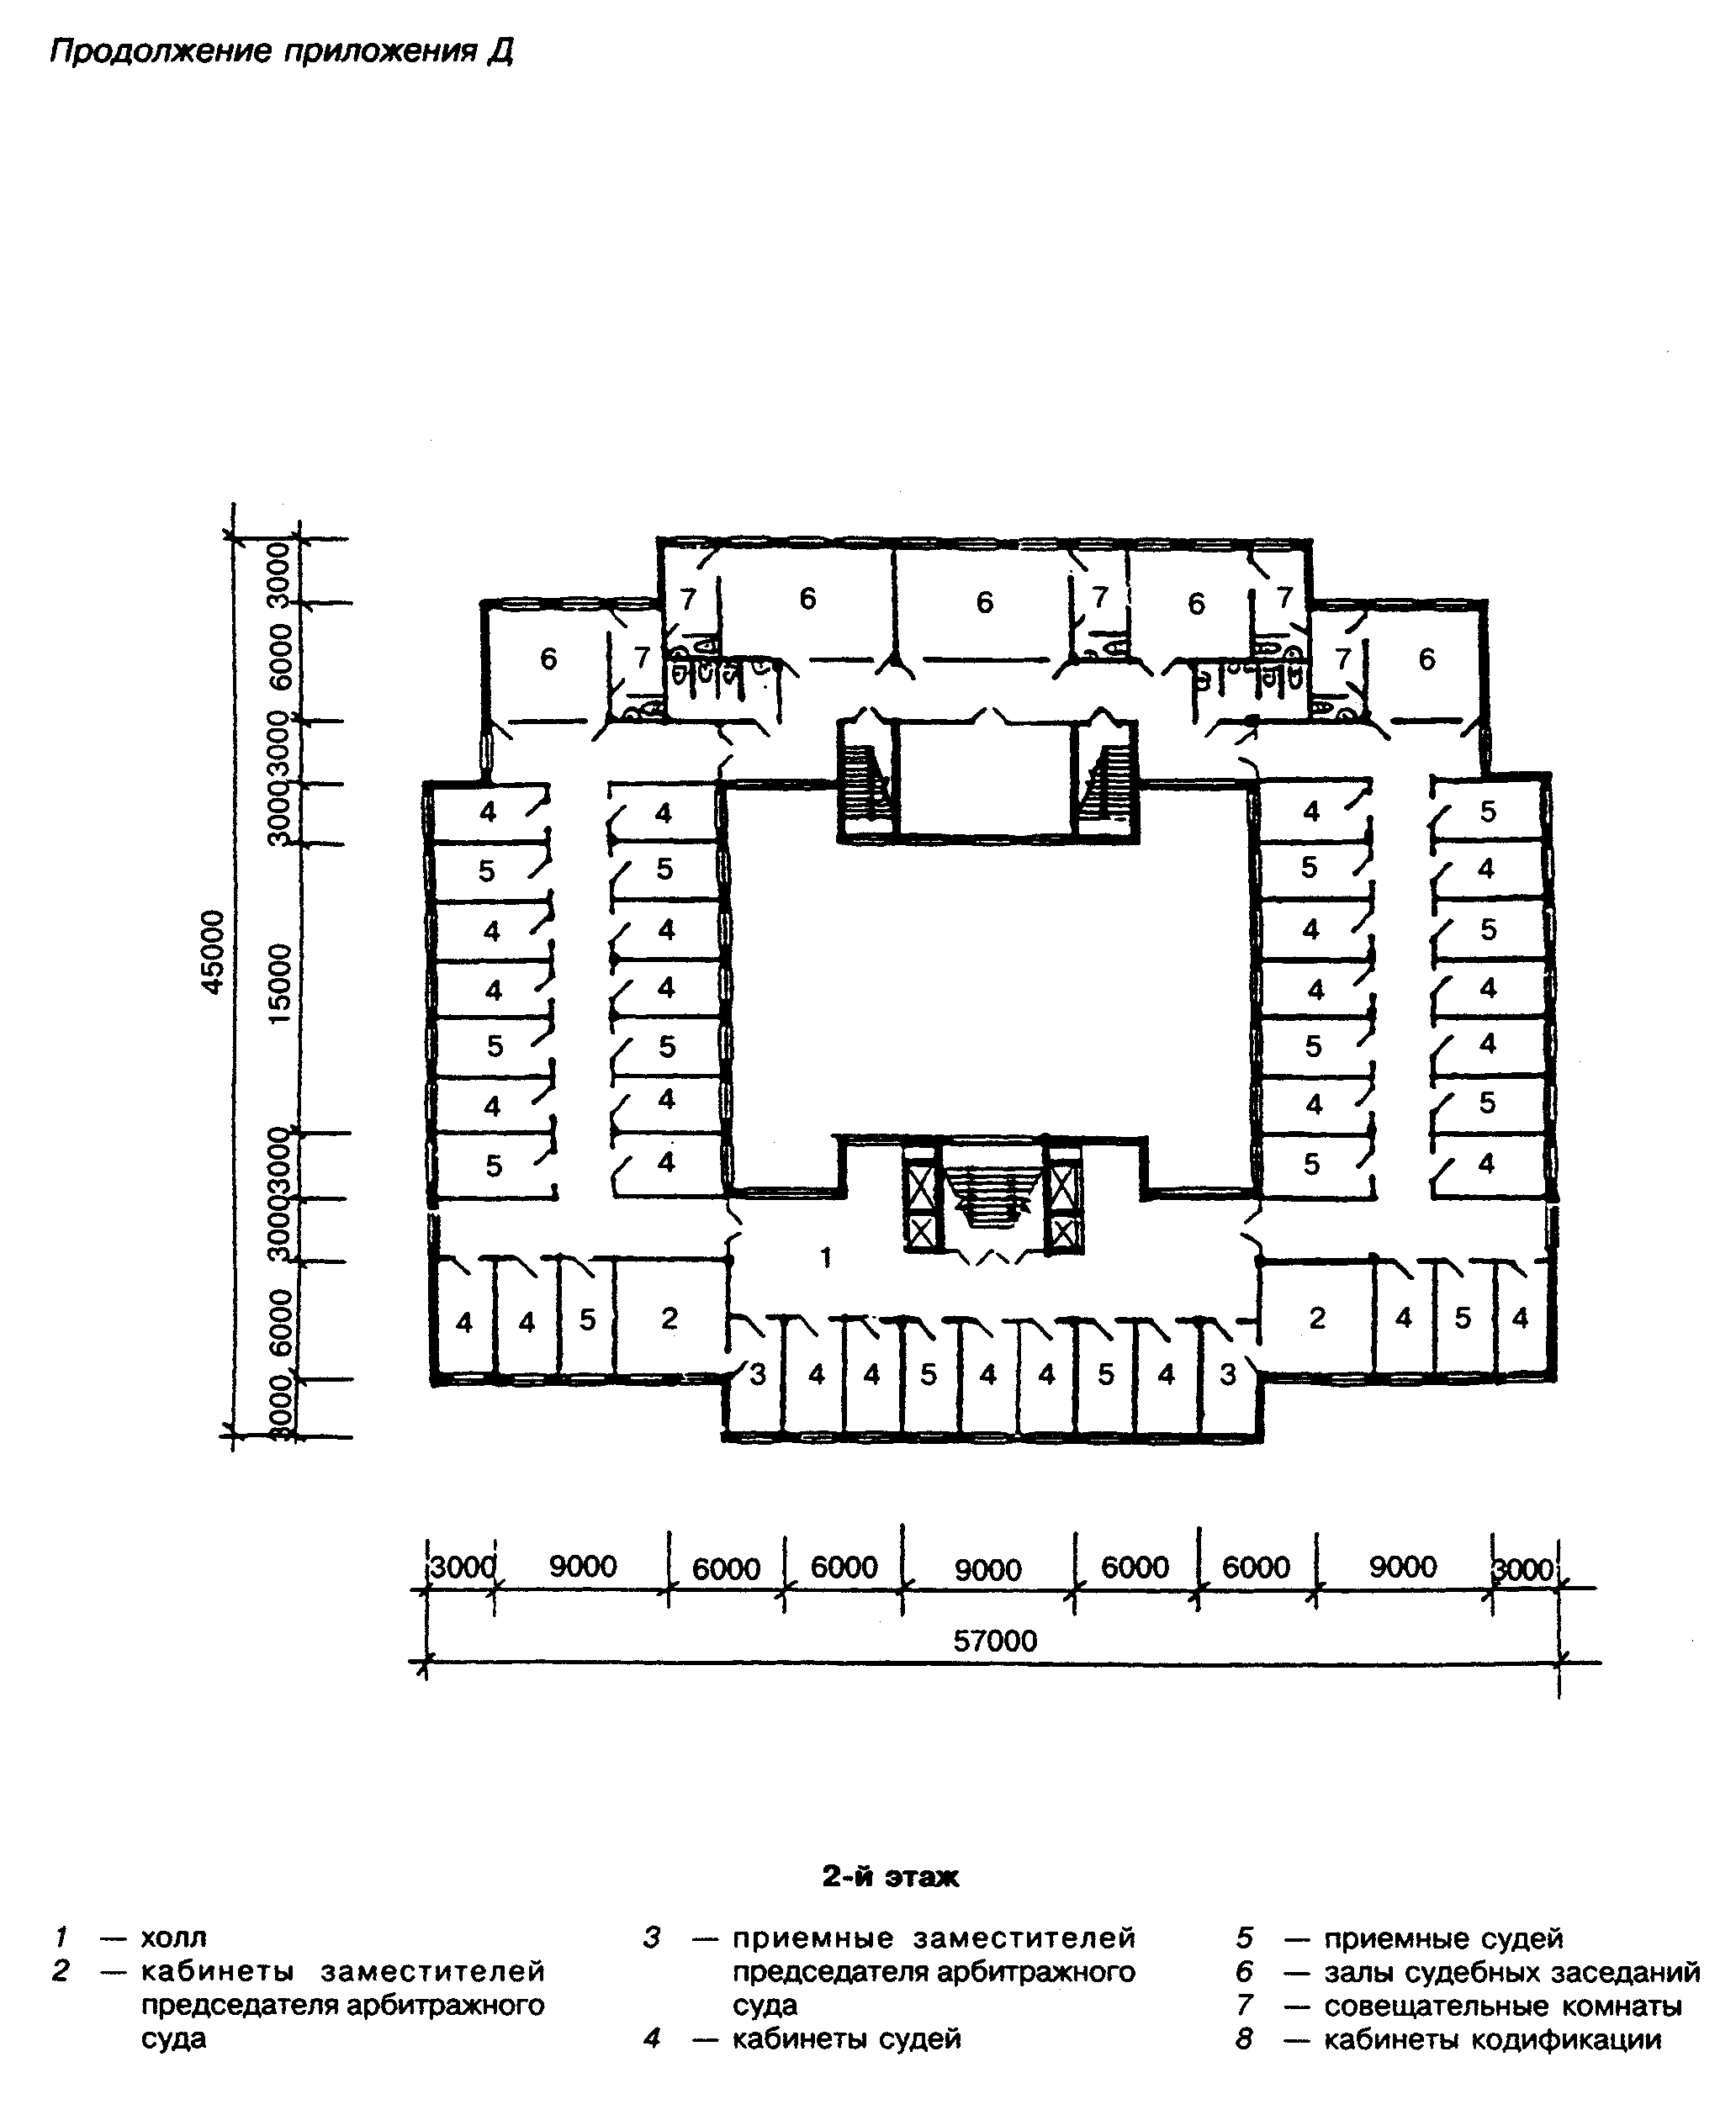 Продолжение приложения Д
3000
6000
3000
3000
15000
3000
3000
6000
3000
45000
7 6 6 7 6 7
6 7 7 6
4 4 4 5
5 5 5 4
4 4 4 5
4 4 4 4
5 5 5 4
4 4 4 5
5 4 5 4
1
4 4 5 2 2 4 5 4
3 4 4 5 4 4 5 4 3
3000 9000 6000 6000 9000 6000 6000 9000 3000
57000
2-й этаж
1 — холл
2 — кабинеты заместителей
председателя арбитражного
суда
3 — приемные заместителей
председателя арбитражного
суда
4 — кабинеты судей
5 — приемные судей
6 — залы судебных заседаний
7 — совещательные комнаты
8 — кабинеты кодификации